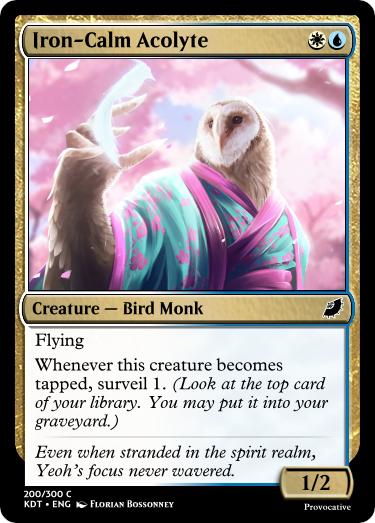 Iron-Calm Acolyte
Creature — Bird Monk
Flying
Whenever this creature becomes
tapped, surveil 1. (Look at the top card
of your library. You may put it into your
graveyard.)
Even when stranded in the spirit realm,
Yeoh's focus never wavered.
1/2
200/300 C
KDT • ENG Florian Bossonney
Provocative